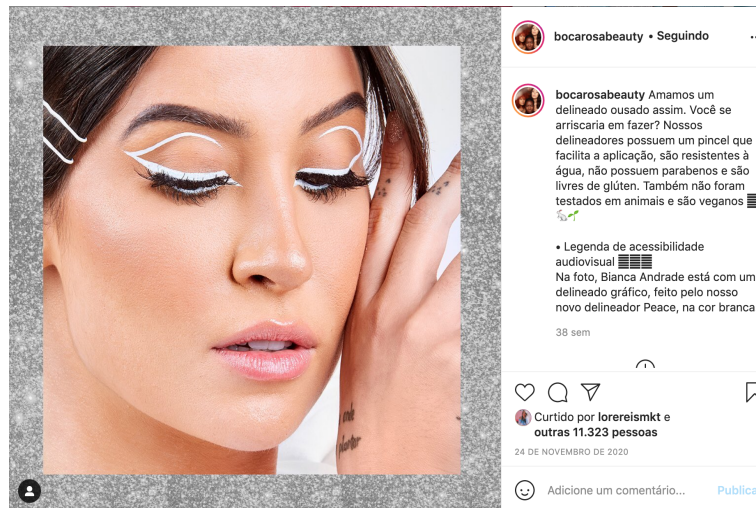 bocarosabeauty • Seguindo
bocarosabeauty Amamos um
delineado ousado assim. Você se
arriscaria em fazer? Nossos
delineadores possuem um pincel que
facilita a aplicação, são resistentes à
água, não possuem parabenos e são
livres de glúten. Também não foram
testados em animais e são veganos
• Legenda de acessibilidade
audiovisual
Na foto, Bianca Andrade está com um
delineado gráfico, feito pelo nosso
novo delineador Peace, na cor branca
38 sem
Curtido por lorereismkt e
outras 11.323 pessoas
24 DE NOVEMBRO DE 2020
Adicione um comentário... Publica